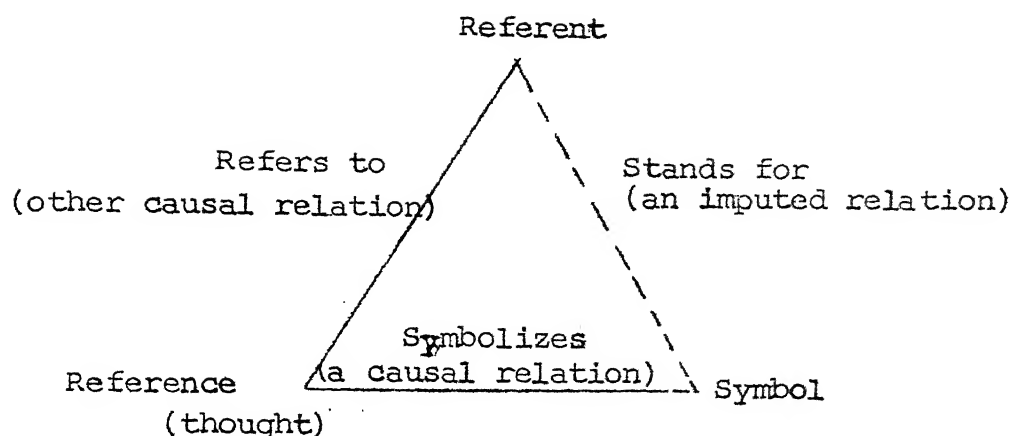 Referent
Refers to
(other causal relation)
Stands for
(an imputed relation)
Symbolizes
(a causal relation)
Reference
(thought)
Symbol